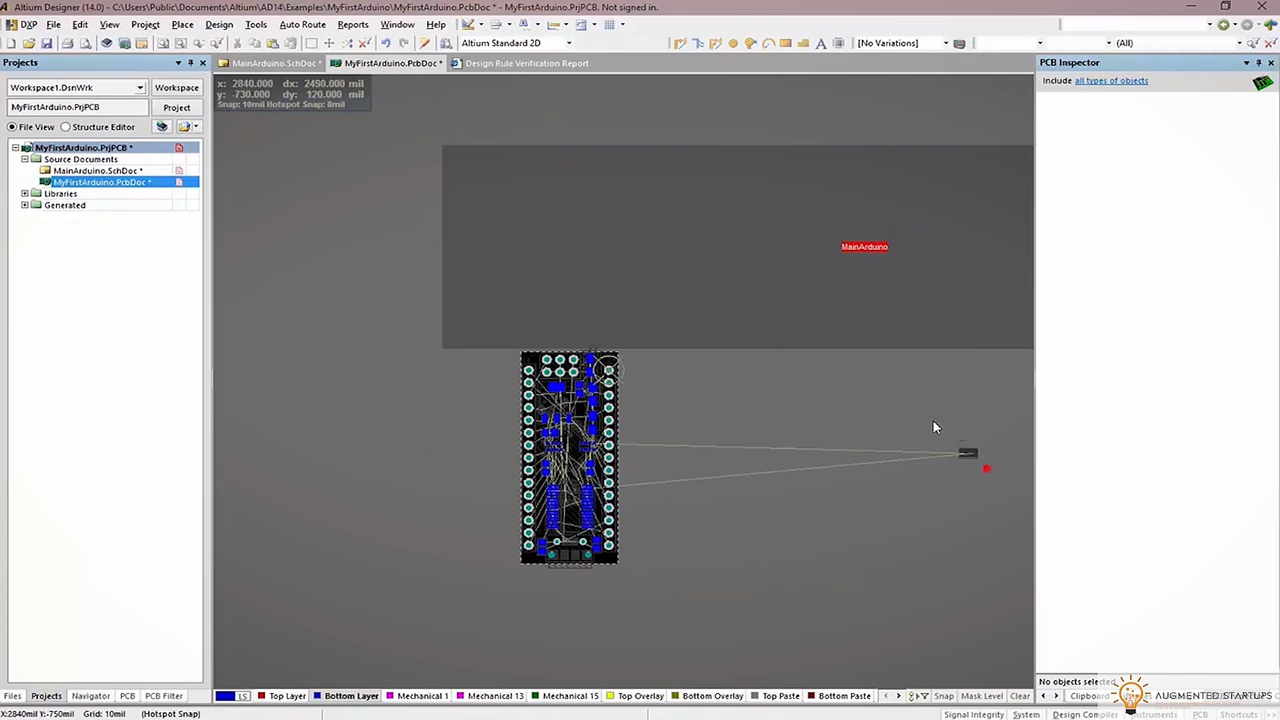 Altium Designer (14.0) - C:\Users\Public\Documents\Altium\AD14\Examples\MyFirstArduino\MyFirstArduino.PcbDoc * - MyFirstArduino.PrjPCB. Not signed in.
DXP File Edit View Project Place Design Tools Auto Route Reports Window Help
Altium Standard 2D [No Variations] (All)
Projects
MainArduino.SchDoc * MyFirstArduino.PcbDoc * Design Rule Verification Report
PCB Inspector
Workspace1.DsnWrk Workspace
MyFirstArduino.PrjPCB Project
File View Structure Editor
MyFirstArduino.PrjPCB *
Source Documents
MainArduino.SchDoc *
MyFirstArduino.PcbDoc *
Libraries
Generated
x: 2840.000 dx: 2490.000 mil
y: -730.000 dy: 120.000 mil
Snap: 10mil Hotspot Snap: 8mil
Include all types of objects
MainArduino
No objects selected
Files Projects Navigator PCB PCB Filter
LS Top Layer Bottom Layer Mechanical 1 Mechanical 13 Mechanical 15 Top Overlay Bottom Overlay Top Paste Bottom Paste Snap Mask Level Clear
Clipboard
AUGMENTED STARTUPS
X:2840mil Y:-750mil Grid: 10mil (Hotspot Snap)
Signal Integrity System Design Compiler Instruments PCB Shortcuts